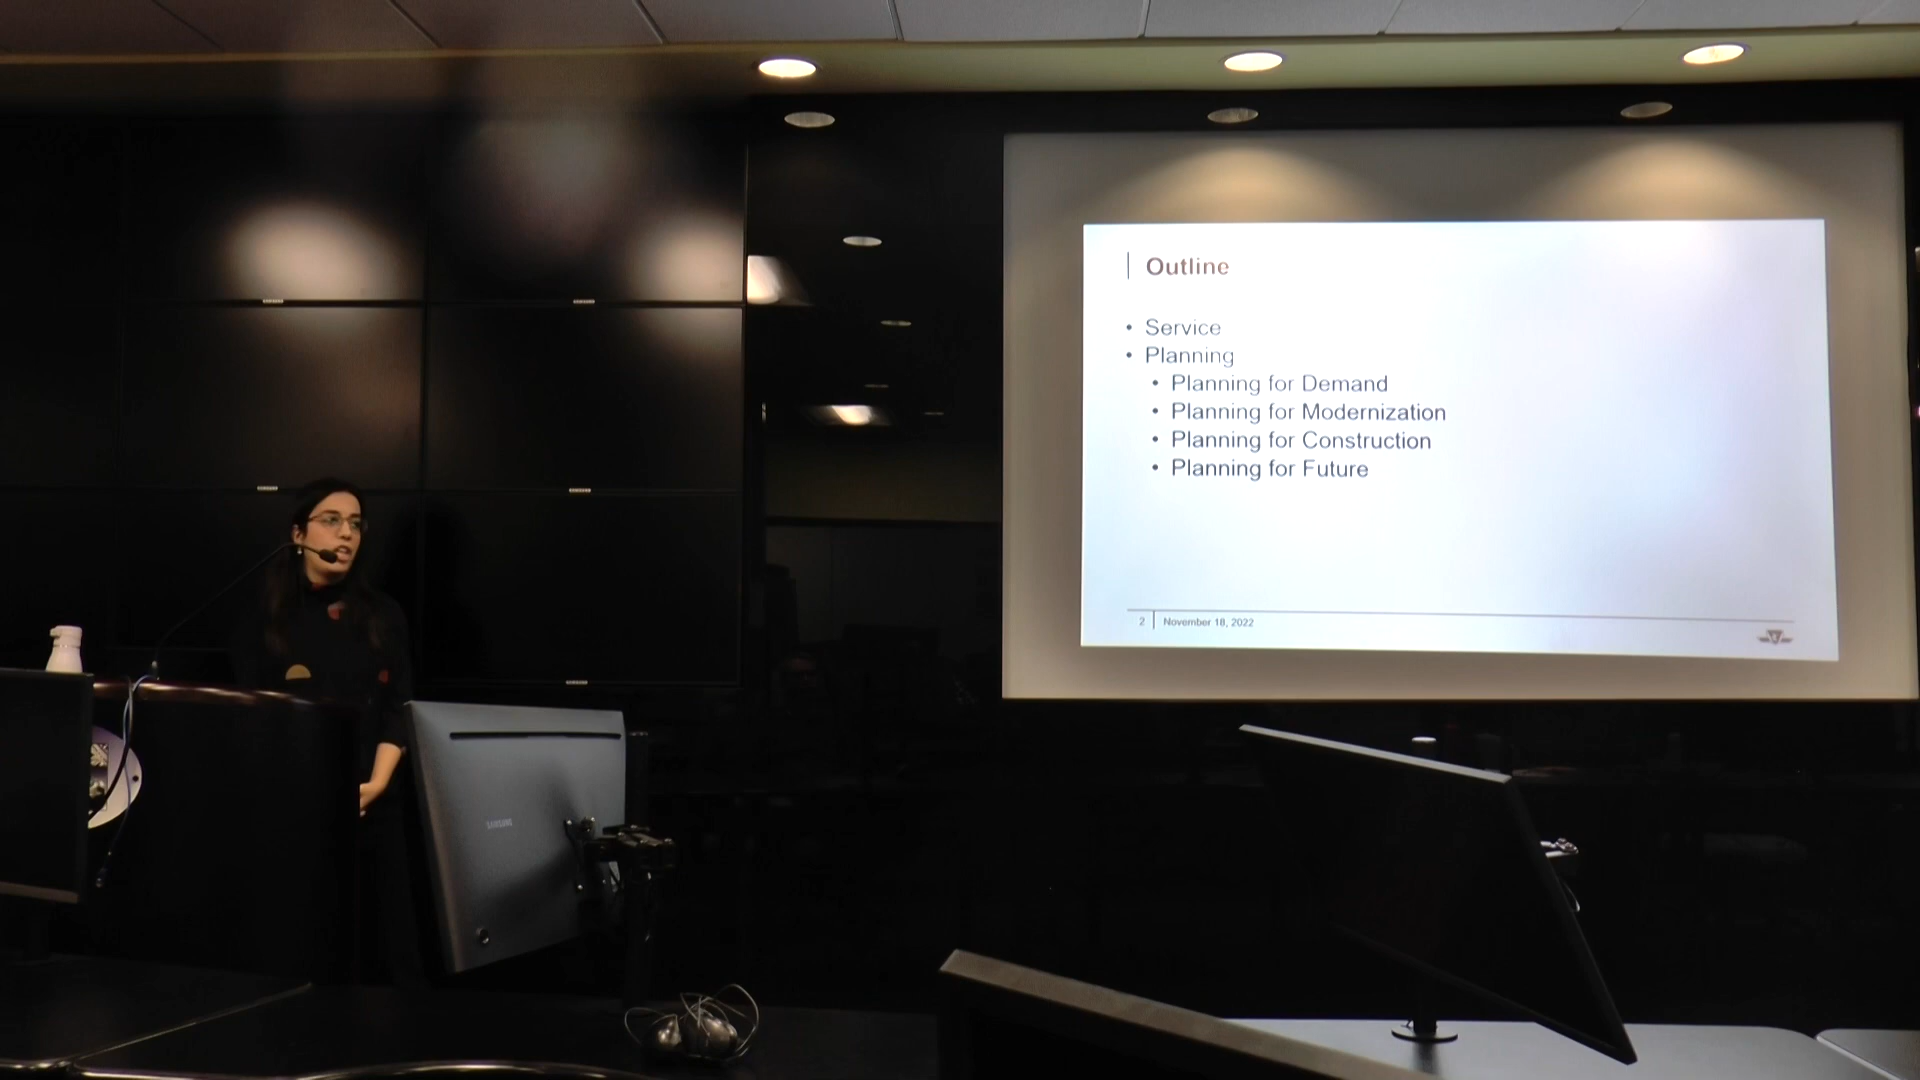 Outline
• Service
• Planning
• Planning for Demand
• Planning for Modernization
• Planning for Construction
• Planning for Future
2
November 18, 2022
SAMSUNG